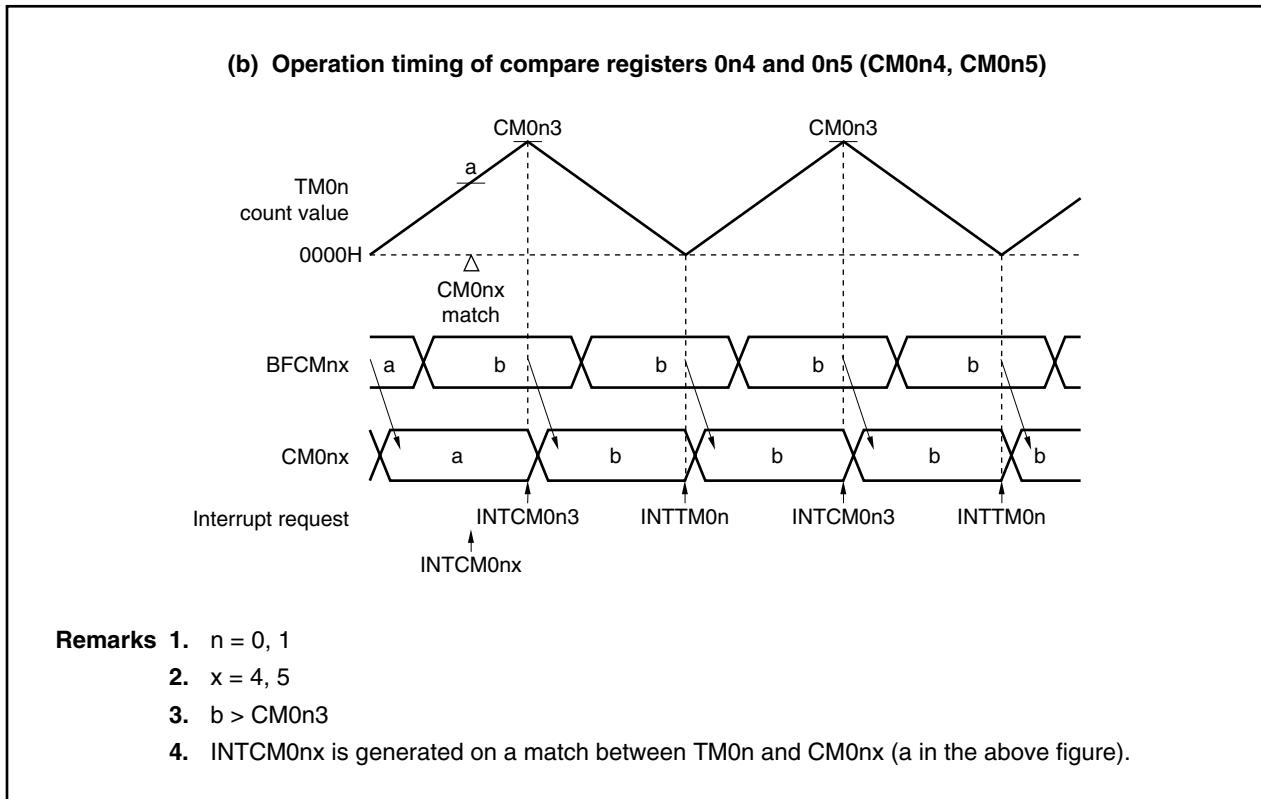 (b) Operation timing of compare registers 0n4 and 0n5 (CM0n4, CM0n5)
CM0n3
CM0n3
a
TM0n
count value
0000H
CM0nx
match
BFCMnx
a
b
b
b
b
CM0nx
a
b
b
b
b
Interrupt request
INTCM0n3
INTTM0n
INTCM0n3
INTTM0n
INTCM0nx
Remarks 1. n = 0, 1
2. x = 4, 5
3. b > CM0n3
4. INTCM0nx is generated on a match between TM0n and CM0nx (a in the above figure).